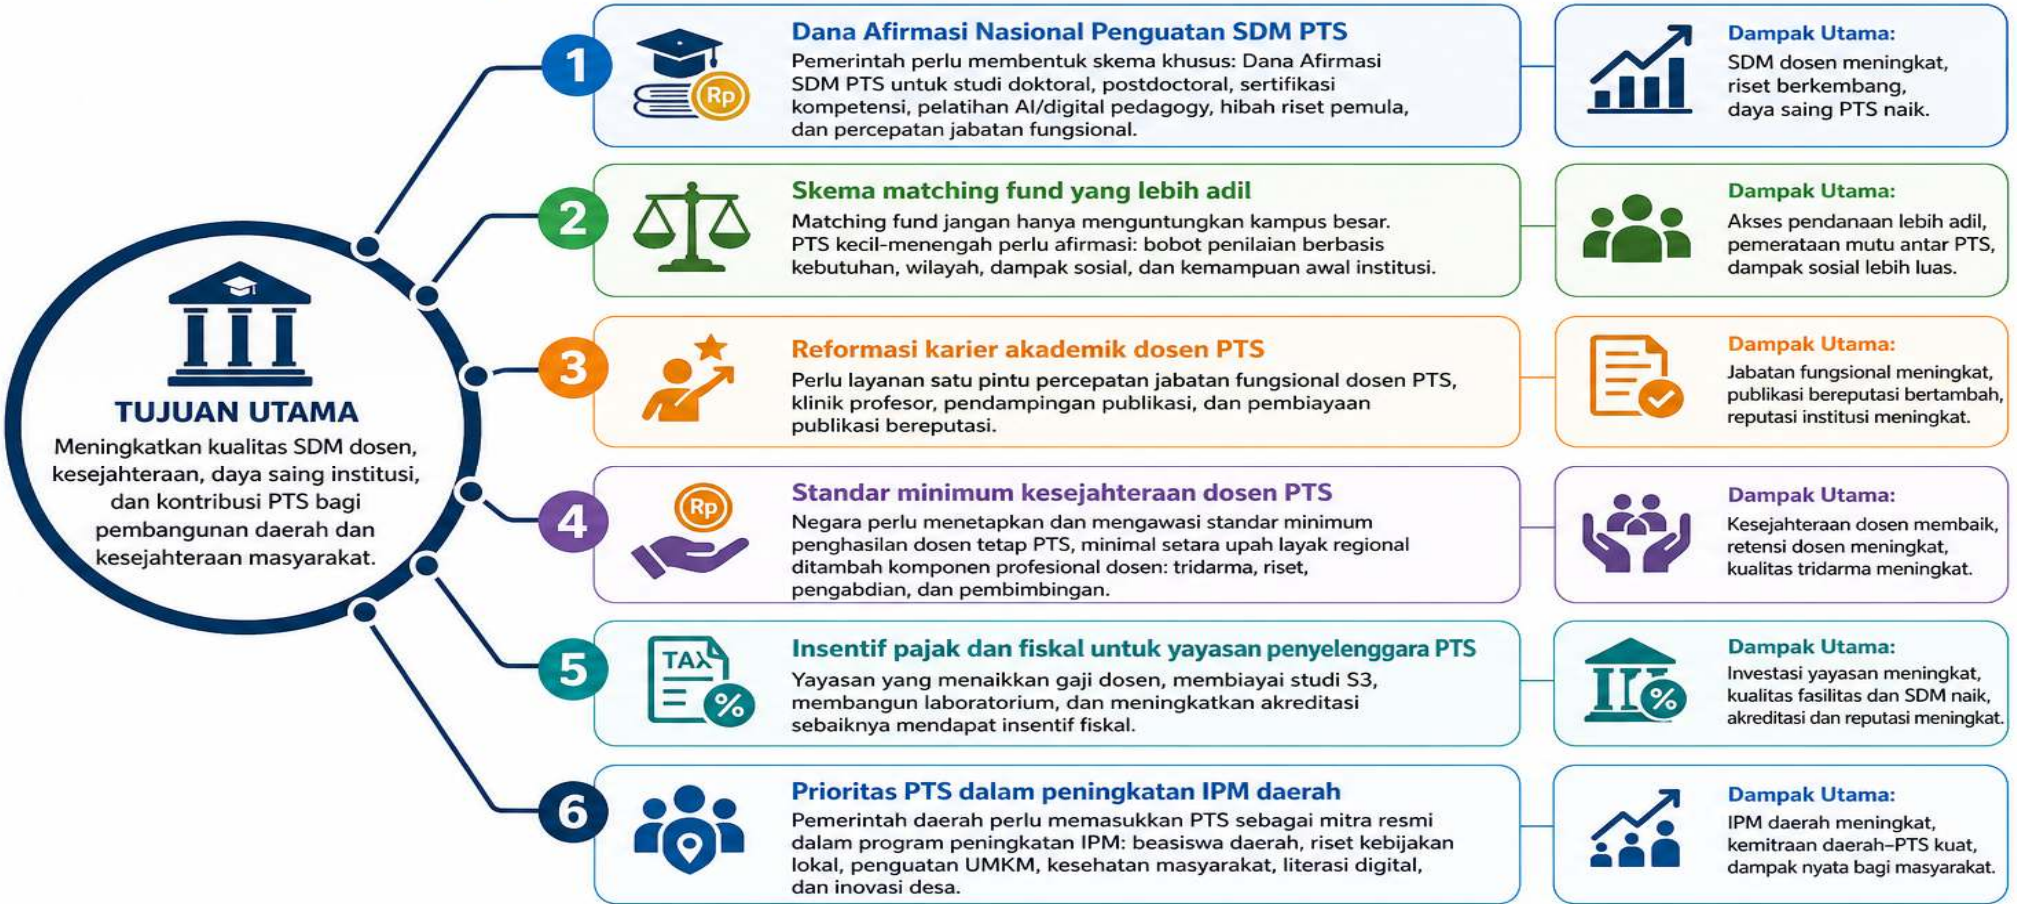 TUJUAN UTAMA
Meningkatkan kualitas SDM dosen,
kesejahteraan, daya saing institusi,
dan kontribusi PTS bagi
pembangunan daerah dan
kesejahteraan masyarakat.
1
Rp
Dana Afirmasi Nasional Penguatan SDM PTS
Pemerintah perlu membentuk skema khusus: Dana Afirmasi
SDM PTS untuk studi doktoral, postdoctoral, sertifikasi
kompetensi, pelatihan AI/digital pedagogy, hibah riset pemula,
dan percepatan jabatan fungsional.
Dampak Utama:
SDM dosen meningkat,
riset berkembang,
daya saing PTS naik.
2
Skema matching fund yang lebih adil
Matching fund jangan hanya menguntungkan kampus besar.
PTS kecil-menengah perlu afirmasi: bobot penilaian berbasis
kebutuhan, wilayah, dampak sosial, dan kemampuan awal institusi.
Dampak Utama:
Akses pendanaan lebih adil,
pemerataan mutu antar PTS,
dampak sosial lebih luas.
3
Reformasi karier akademik dosen PTS
Perlu layanan satu pintu percepatan jabatan fungsional dosen PTS,
klinik profesor, pendampingan publikasi, dan pembiayaan
publikasi bereputasi.
Dampak Utama:
Jabatan fungsional meningkat,
publikasi bereputasi bertambah,
reputasi institusi meningkat.
4
Rp
Standar minimum kesejahteraan dosen PTS
Negara perlu menetapkan dan mengawasi standar minimum
penghasilan dosen tetap PTS, minimal setara upah layak regional
ditambah komponen profesional dosen: tridarma, riset,
pengabdian, dan pembimbingan.
Dampak Utama:
Kesejahteraan dosen membaik,
retensi dosen meningkat,
kualitas tridarma meningkat.
5
TAX
%
Insentif pajak dan fiskal untuk yayasan penyelenggara PTS
Yayasan yang menaikkan gaji dosen, membiayai studi S3,
membangun laboratorium, dan meningkatkan akreditasi
sebaiknya mendapat insentif fiskal.
%
Dampak Utama:
Investasi yayasan meningkat,
kualitas fasilitas dan SDM naik,
akreditasi dan reputasi meningkat.
6
Prioritas PTS dalam peningkatan IPM daerah
Pemerintah daerah perlu memasukkan PTS sebagai mitra resmi
dalam program peningkatan IPM: beasiswa daerah, riset kebijakan
lokal, penguatan UMKM, kesehatan masyarakat, literasi digital,
dan inovasi desa.
Dampak Utama:
IPM daerah meningkat,
kemitraan daerah–PTS kuat,
dampak nyata bagi masyarakat.